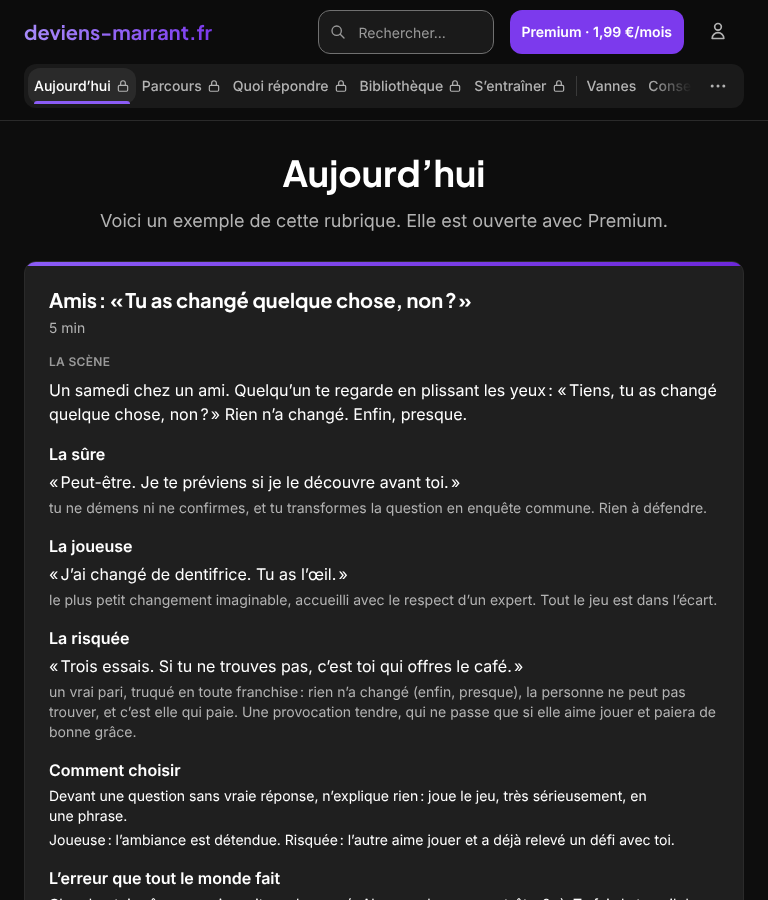 deviens-marrant.fr
Rechercher...
Premium · 1,99 €/mois
Aujourd’hui
Parcours
Quoi répondre
Bibliothèque
S’entraîner
Vannes
Aujourd’hui
Voici un exemple de cette rubrique. Elle est ouverte avec Premium.
Amis : « Tu as changé quelque chose, non ? »
5 min
LA SCÈNE
Un samedi chez un ami. Quelqu’un te regarde en plissant les yeux : « Tiens, tu as changé
quelque chose, non ? » Rien n’a changé. Enfin, presque.
La sûre
« Peut-être. Je te préviens si je le découvre avant toi. »
tu ne démens ni ne confirmes, et tu transformes la question en enquête commune. Rien à défendre.
La joueuse
« J’ai changé de dentifrice. Tu as l’œil. »
le plus petit changement imaginable, accueilli avec le respect d’un expert. Tout le jeu est dans l’écart.
La risquée
« Trois essais. Si tu ne trouves pas, c’est toi qui offres le café. »
un vrai pari, truqué en toute franchise : rien n’a changé (enfin, presque), la personne ne peut pas
trouver, et c’est elle qui paie. Une provocation tendre, qui ne passe que si elle aime jouer et paiera de
bonne grâce.
Comment choisir
Devant une question sans vraie réponse, n’explique rien : joue le jeu, très sérieusement, en
une phrase.
Joueuse : l’ambiance est détendue. Risquée : l’autre aime jouer et a déjà relevé un défi avec toi.
L’erreur que tout le monde fait